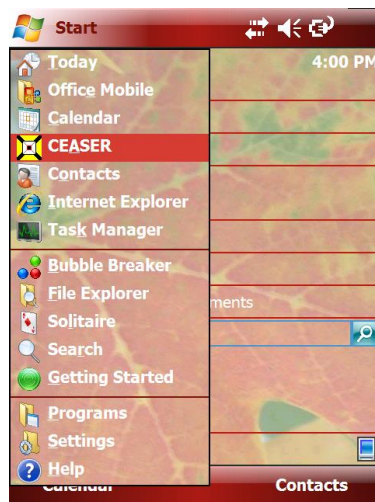 Start
Today
4:00 PM
Office Mobile
Calendar
CEASER
Contacts
Internet Explorer
Task Manager
Bubble Breaker
File Explorer
ments
Solitaire
Search
Getting Started
Programs
Settings
Help
Calendar
Contacts